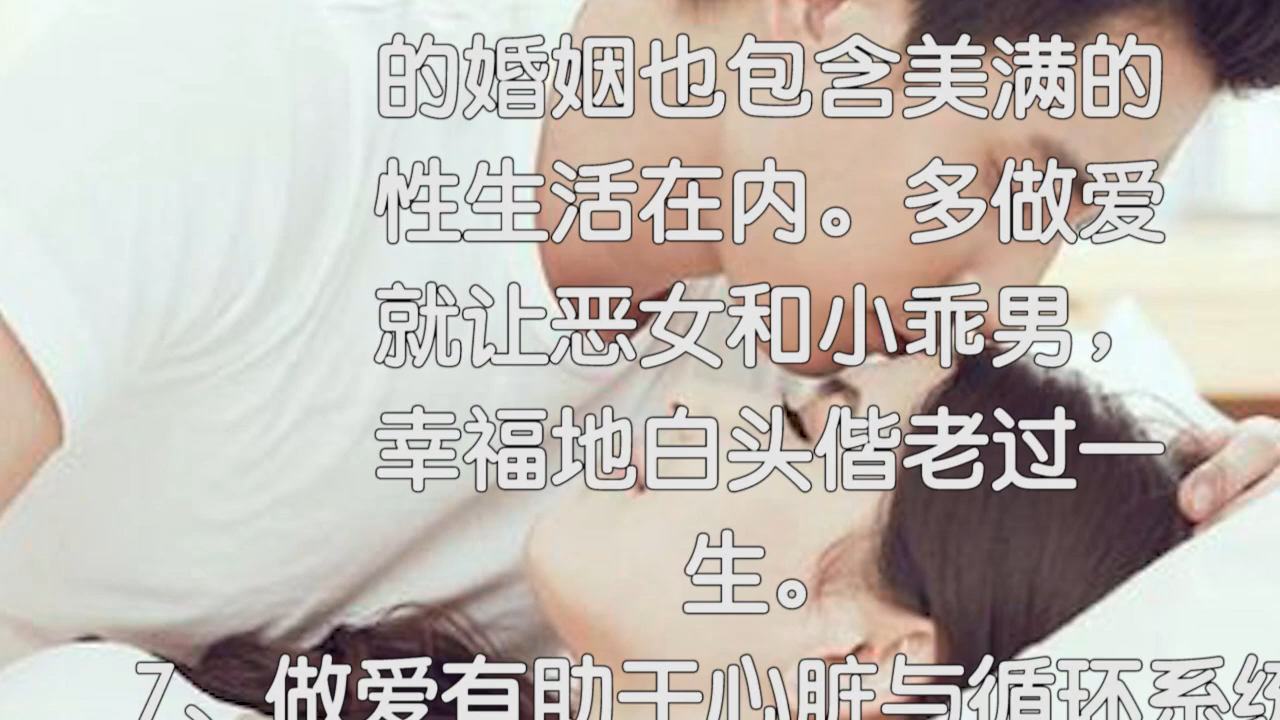 的婚姻也包含美满的
性生活在内。多做爱
就让恶女和小乖男，
幸福地白头偕老过一
生。
7、做爱有助于心脏与循环系统